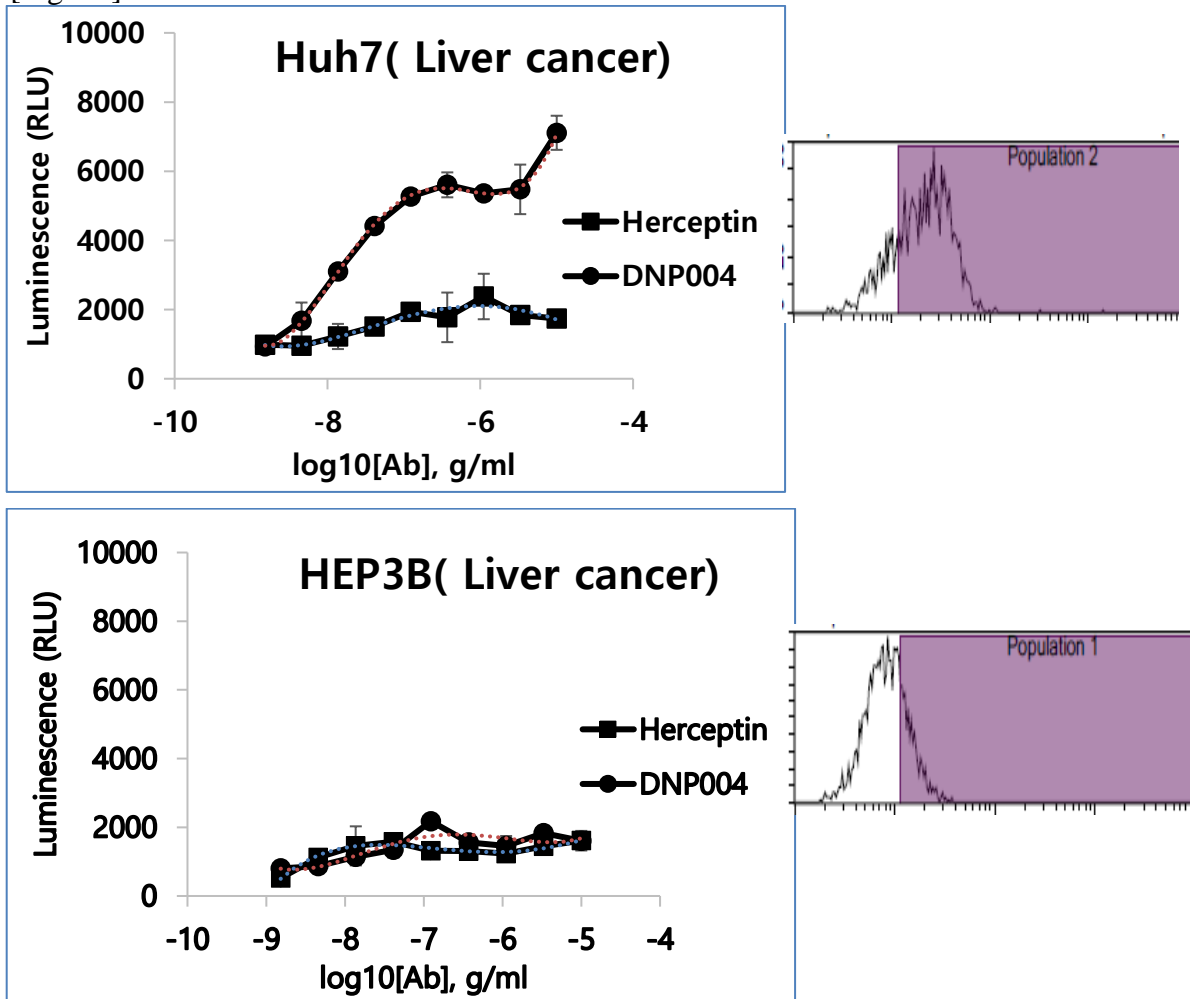 10000
8000
6000
4000
2000
0
Luminescence (RLU)
Huh7( Liver cancer)
Herceptin
DNP004
-10
-8
-6
-4
log10[Ab], g/ml
Population 2
10000
8000
6000
4000
2000
0
Luminescence (RLU)
HEP3B( Liver cancer)
Herceptin
DNP004
-10
-9
-8
-7
-6
-5
-4
log10[Ab], g/ml
Population 1